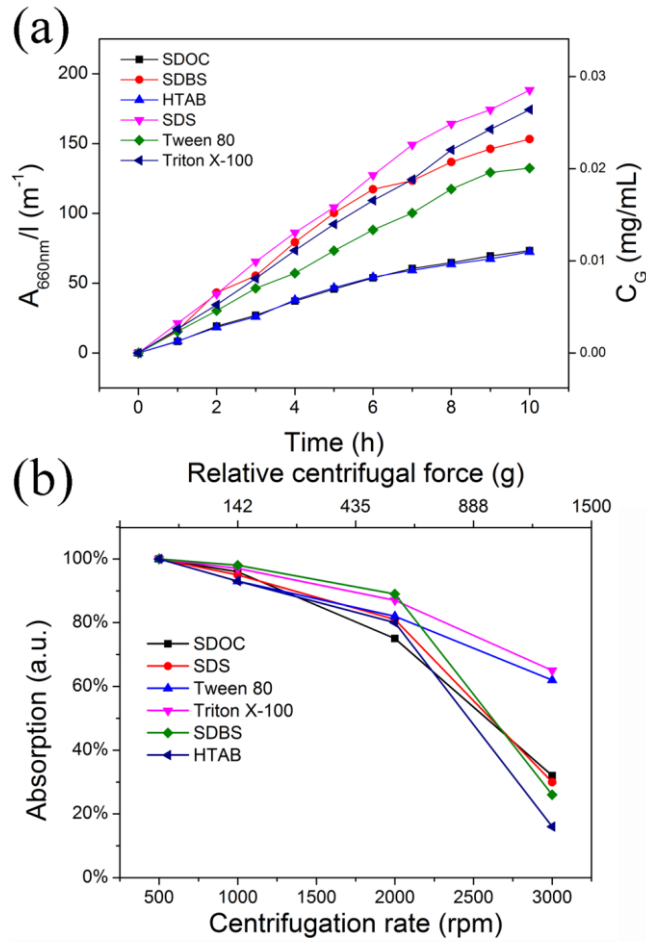 (a)
SDOC
SDBS
HTAB
SDS
Tween 80
Triton X-100
200
150
100
50
0
A660nm/l (m-1)
0.03
0.02
0.01
0.00
CG (mg/mL)
0 2 4 6 8 10
Time (h)
(b)
Relative centrifugal force (g)
142 435 888 1500
100%
80%
60%
40%
20%
0%
Absorption (a.u.)
SDOC
SDS
Tween 80
Triton X-100
SDBS
HTAB
500 1000 1500 2000 2500 3000
Centrifugation rate (rpm)